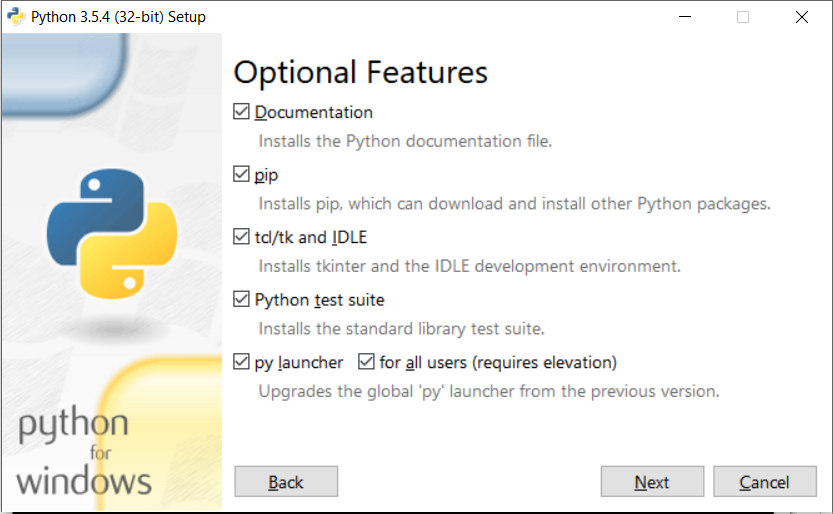 Python 3.5.4 (32-bit) Setup
Optional Features
Documentation
Installs the Python documentation file.
pip
Installs pip, which can download and install other Python packages.
tcl/tk and IDLE
Installs tkinter and the IDLE development environment.
Python test suite
Installs the standard library test suite.
py launcher for all users (requires elevation)
Upgrades the global 'py' launcher from the previous version.
python
for
windows
Back Next Cancel